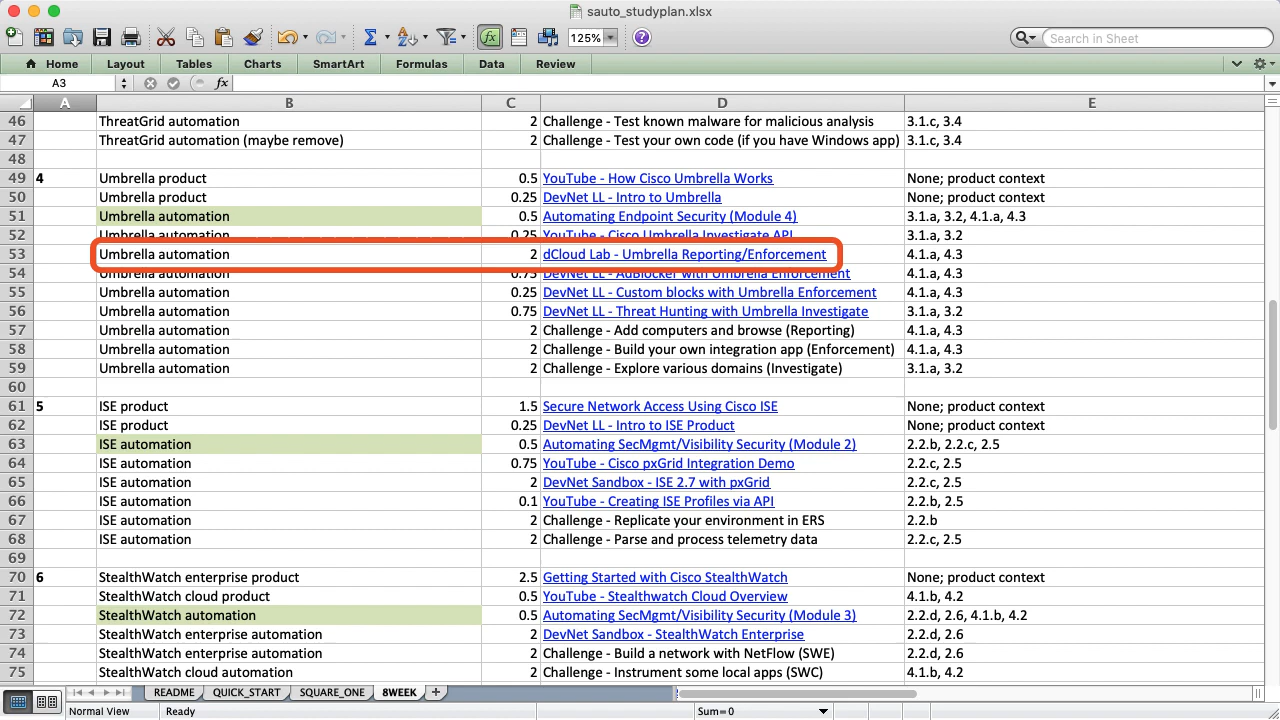 sauto_studyplan.xlsx
125%
Search in Sheet
Home Layout Tables Charts SmartArt Formulas Data Review
A3 fx
A B C D E
46 ThreatGrid automation 2 Challenge - Test known malware for malicious analysis 3.1.c, 3.4
47 ThreatGrid automation (maybe remove) 2 Challenge - Test your own code (if you have Windows app) 3.1.c, 3.4
48
49 4 Umbrella product 0.5 YouTube - How Cisco Umbrella Works None; product context
50 Umbrella product 0.25 DevNet LL - Intro to Umbrella None; product context
51 Umbrella automation 0.5 Automating Endpoint Security (Module 4) 3.1.a, 3.2, 4.1.a, 4.3
52 Umbrella automation 0.25 YouTube - Cisco Umbrella Investigate API 3.1.a, 3.2
53 Umbrella automation 2 dCloud Lab - Umbrella Reporting/Enforcement 4.1.a, 4.3
54 Umbrella automation 0.75 DevNet LL - AdBlocker with Umbrella Enforcement 4.1.a, 4.3
55 Umbrella automation 0.25 DevNet LL - Custom blocks with Umbrella Enforcement 4.1.a, 4.3
56 Umbrella automation 0.75 DevNet LL - Threat Hunting with Umbrella Investigate 3.1.a, 3.2
57 Umbrella automation 2 Challenge - Add computers and browse (Reporting) 4.1.a, 4.3
58 Umbrella automation 2 Challenge - Build your own integration app (Enforcement) 4.1.a, 4.3
59 Umbrella automation 2 Challenge - Explore various domains (Investigate) 3.1.a, 3.2
60
61 5 ISE product 1.5 Secure Network Access Using Cisco ISE None; product context
62 ISE product 0.25 DevNet LL - Intro to ISE Product None; product context
63 ISE automation 0.5 Automating SecMgmt/Visibility Security (Module 2) 2.2.b, 2.2.c, 2.5
64 ISE automation 0.75 YouTube - Cisco pxGrid Integration Demo 2.2.c, 2.5
65 ISE automation 2 DevNet Sandbox - ISE 2.7 with pxGrid 2.2.c, 2.5
66 ISE automation 0.1 YouTube - Creating ISE Profiles via API 2.2.b, 2.5
67 ISE automation 2 Challenge - Replicate your environment in ERS 2.2.b
68 ISE automation 2 Challenge - Parse and process telemetry data 2.2.c, 2.5
69
70 6 StealthWatch enterprise product 2.5 Getting Started with Cisco StealthWatch None; product context
71 StealthWatch cloud product 0.5 YouTube - Stealthwatch Cloud Overview 4.1.b, 4.2
72 StealthWatch automation 0.5 Automating SecMgmt/Visibility Security (Module 3) 2.2.d, 2.6, 4.1.b, 4.2
73 StealthWatch enterprise automation 2 DevNet Sandbox - StealthWatch Enterprise 2.2.d, 2.6
74 StealthWatch enterprise automation 2 Challenge - Build a network with NetFlow (SWE) 2.2.d, 2.6
75 StealthWatch cloud automation 2 Challenge - Instrument some local apps (SWC) 4.1.b, 4.2
README QUICK_START SQUARE_ONE 8WEEK +
Normal View Ready Sum=0